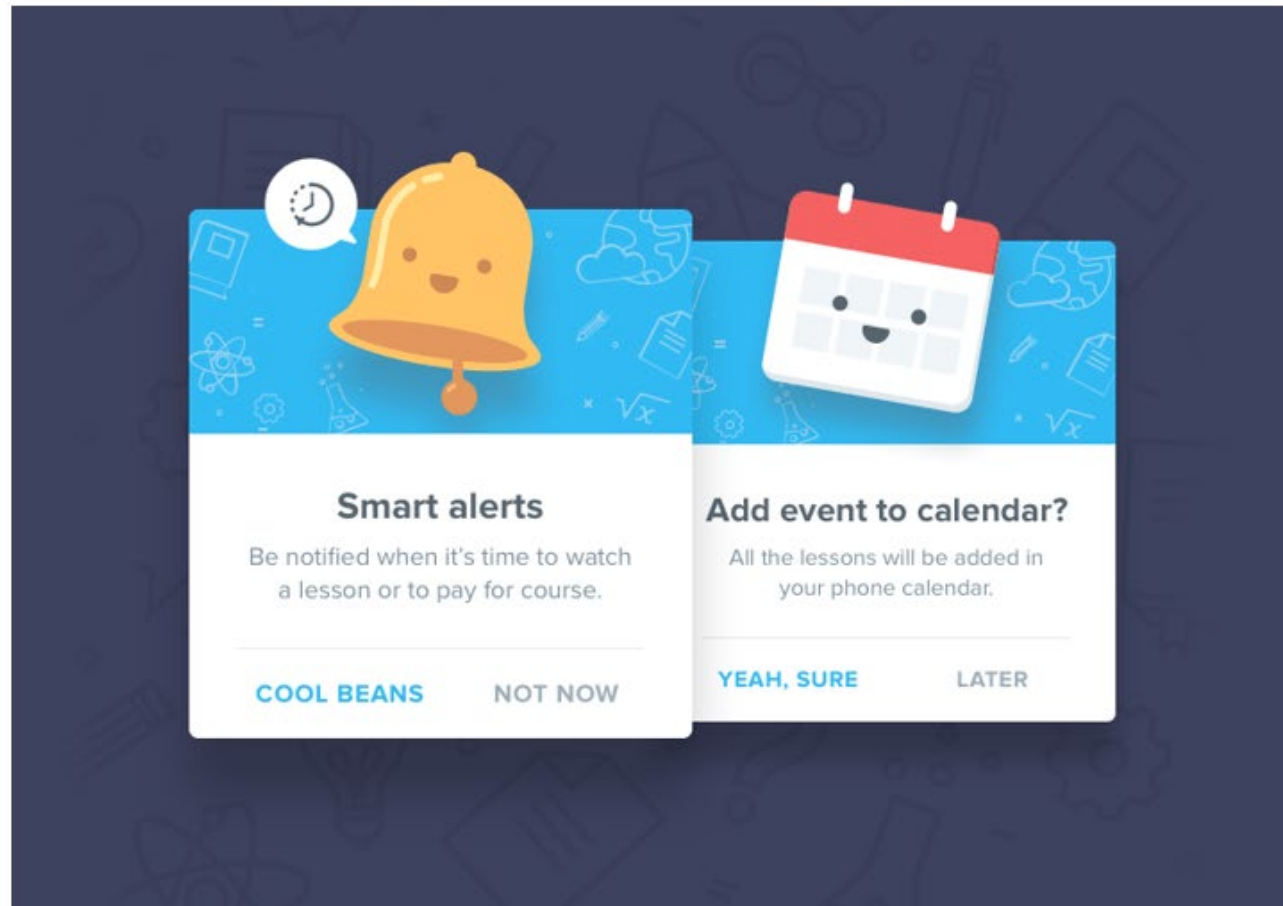 Smart alerts
Be notified when it's time to watch
a lesson or to pay for course.
COOL BEANS NOT NOW
Add event to calendar?
All the lessons will be added in
your phone calendar.
YEAH, SURE LATER
= × √x
= × √x